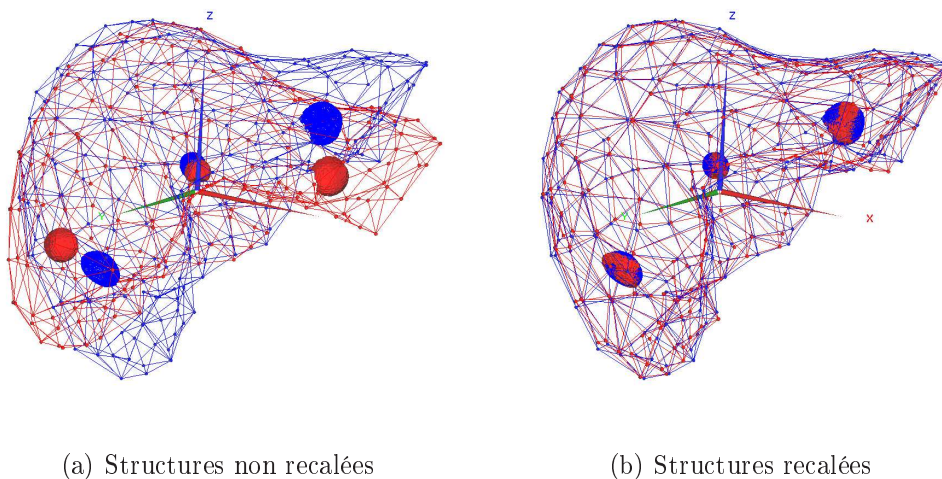 z
z
Y
Y
x
(a) Structures non recalées
(b) Structures recalées